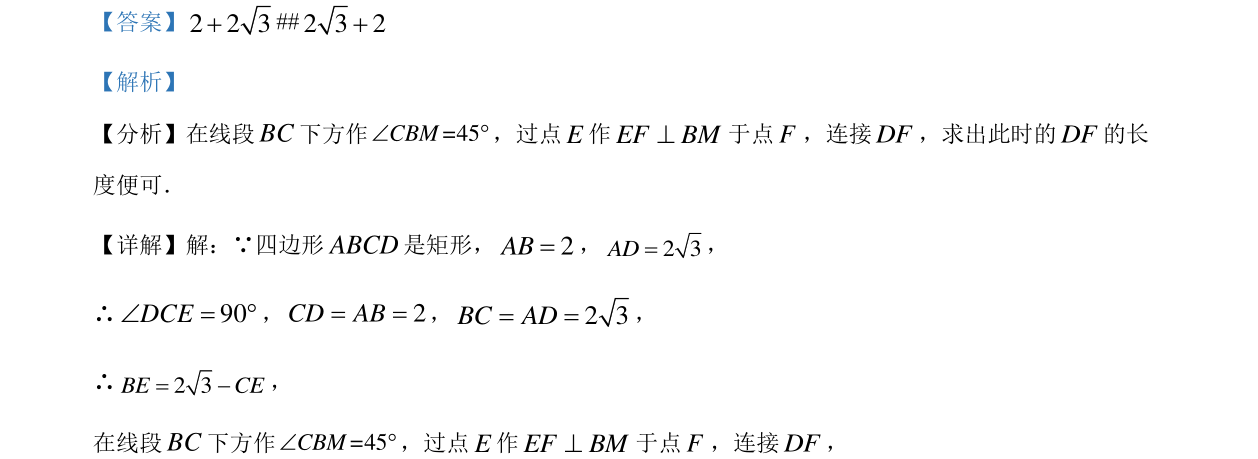 【答案】2+2√3##2√3+2
【解析】
【分析】在线段 BC 下方作∠CBM=45°，过点 E 作 EF ⊥ BM 于点 F ，连接 DF ，求出此时的 DF 的长
度便可．
【详解】解：∵四边形 ABCD 是矩形， AB = 2 ， AD = 2√3 ，
∴ ∠DCE = 90° ， CD = AB = 2 ， BC = AD = 2√3 ，
∴ BE = 2√3 − CE ，
在线段 BC 下方作∠CBM=45°，过点 E 作 EF ⊥ BM 于点 F ，连接 DF ，